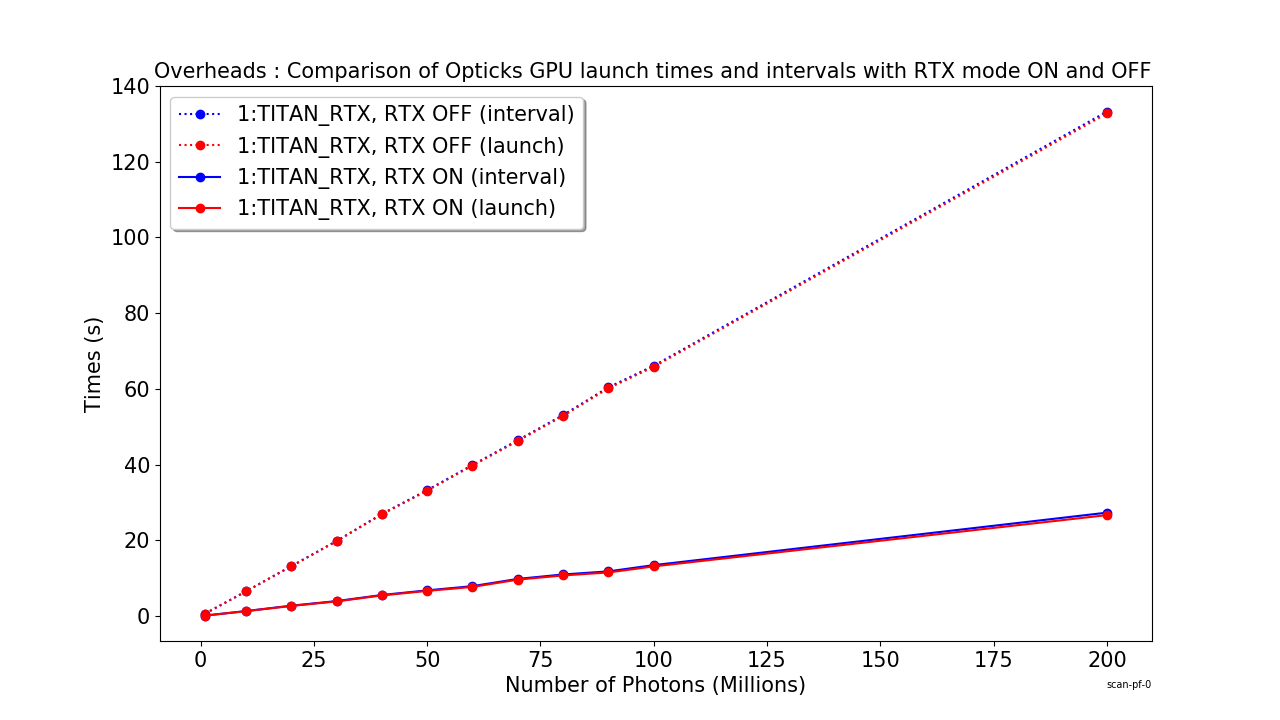 Overheads : Comparison of Opticks GPU launch times and intervals with RTX mode ON and OFF
140
120
100
80
60
40
20
0
Times (s)
1:TITAN_RTX, RTX OFF (interval)
1:TITAN_RTX, RTX OFF (launch)
1:TITAN_RTX, RTX ON (interval)
1:TITAN_RTX, RTX ON (launch)
0 25 50 75 100 125 150 175 200
Number of Photons (Millions)
scan-pf-0